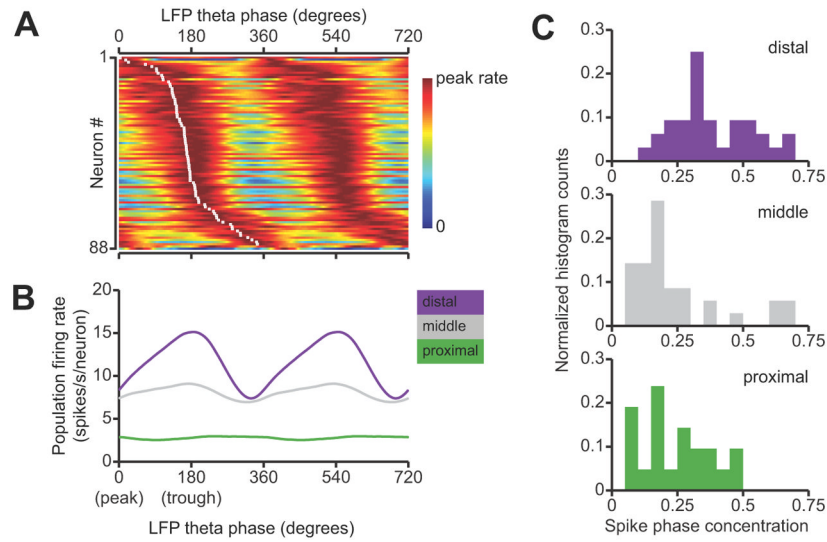 A
LFP theta phase (degrees)
0 180 360 540 720
1
Neuron #
88
peak rate
0
B
20
15
10
5
0
Population firing rate
(spikes/s/neuron)
distal
middle
proximal
0 180 360 540 720
(peak) (trough)
LFP theta phase (degrees)
C
Normalized histogram counts
distal
0.3
0.2
0.1
0
0 0.25 0.5 0.75
middle
0.3
0.2
0.1
0
0 0.25 0.5 0.75
proximal
0.3
0.2
0.1
0
0 0.25 0.5 0.75
Spike phase concentration